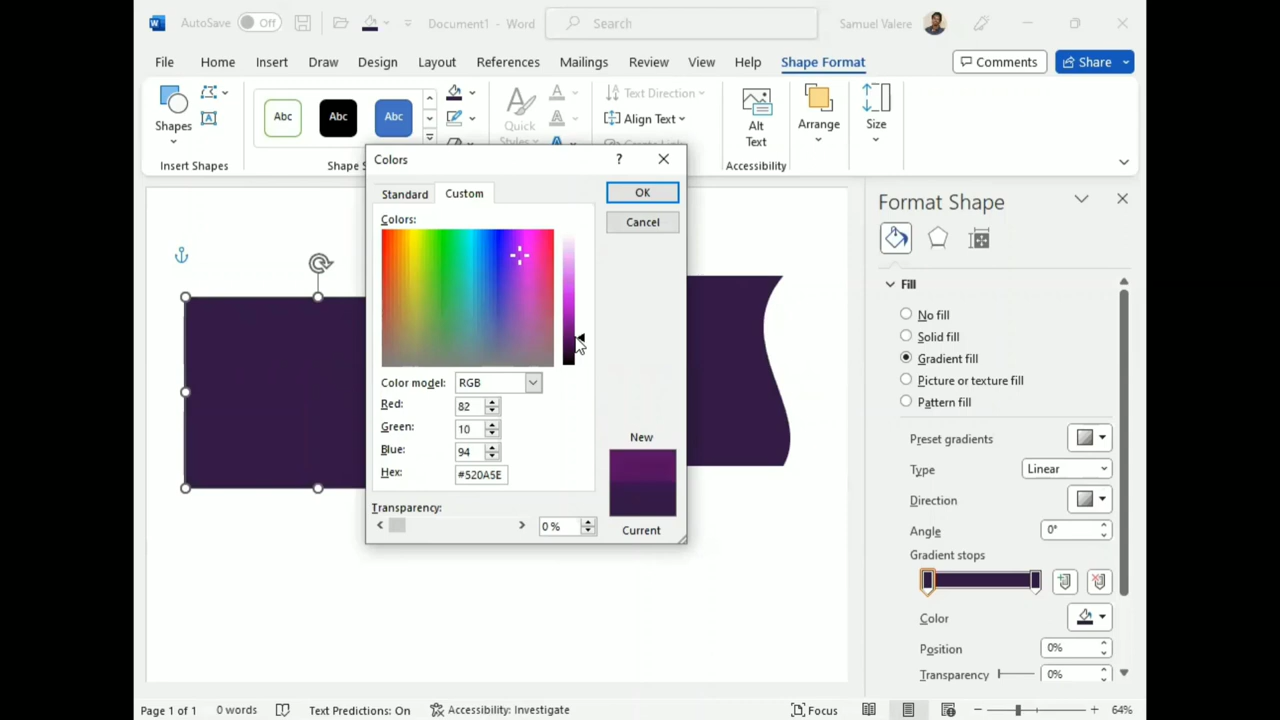 AutoSave Off Document1 - Word Search Samuel Valere
File Home Insert Draw Design Layout References Mailings Review View Help Shape Format Comments Share
Abc Abc Abc
Shapes
Quick
Styles
Text Direction
Align Text
Create Link
Alt
Text
Arrange
Size
Insert Shapes
Shape S
Accessibility
Colors ? 
Standard Custom
OK
Cancel
Colors:
Color model: RGB
Red: 82
Green: 10
Blue: 94
Hex: #520A5E
Transparency:
0 %
New
Current
Format Shape
Fill
No fill
Solid fill
Gradient fill
Picture or texture fill
Pattern fill
Preset gradients
Type Linear
Direction
Angle 0°
Gradient stops
Color
Position 0%
Transparency 0%
Page 1 of 1 0 words Text Predictions: On Accessibility: Investigate Focus 64%